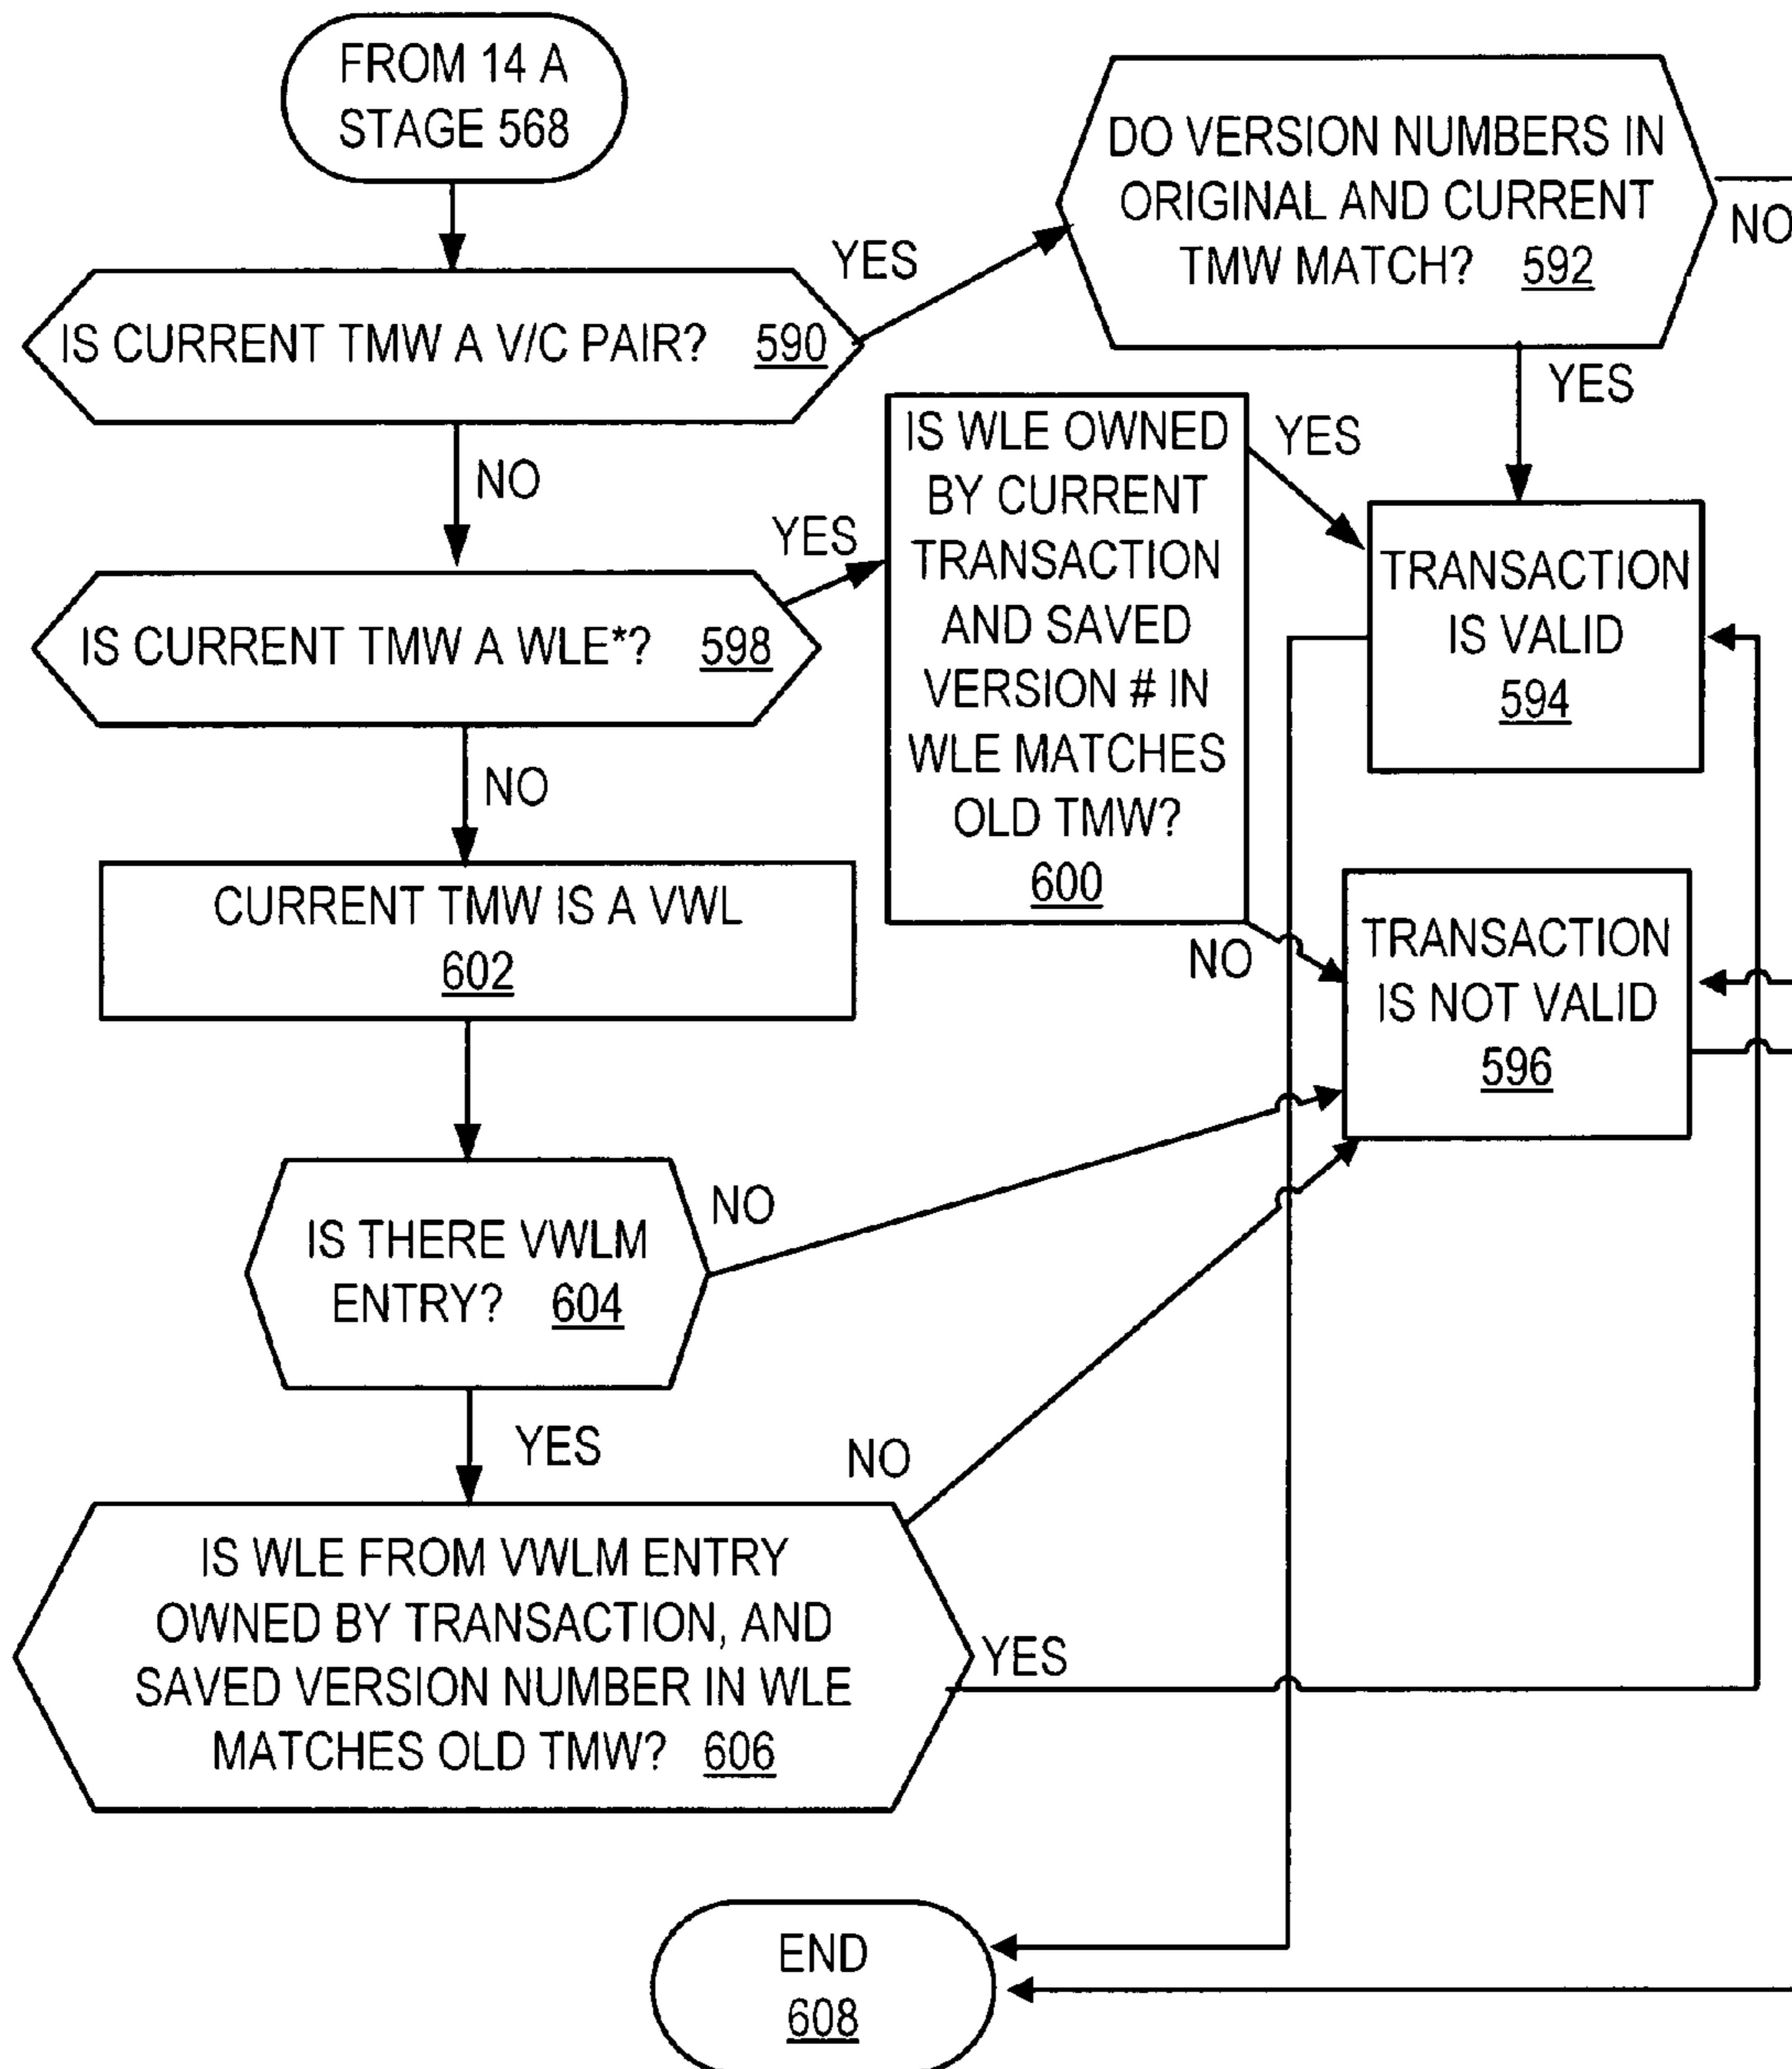 FROM 14 A
STAGE 568
DO VERSION NUMBERS IN
ORIGINAL AND CURRENT
TMW MATCH? 592
NO
YES
IS CURRENT TMW A V/C PAIR? 590
YES
NO
IS WLE OWNED
BY CURRENT
TRANSACTION
AND SAVED
VERSION # IN
WLE MATCHES
OLD TMW?
600
YES
YES
TRANSACTION
IS VALID
594
IS CURRENT TMW A WLE*? 598
NO
CURRENT TMW IS A VWL
602
NO
TRANSACTION
IS NOT VALID
596
IS THERE VWLM
ENTRY? 604
NO
YES
NO
IS WLE FROM VWLM ENTRY
OWNED BY TRANSACTION, AND
SAVED VERSION NUMBER IN WLE
MATCHES OLD TMW? 606
YES
END
608